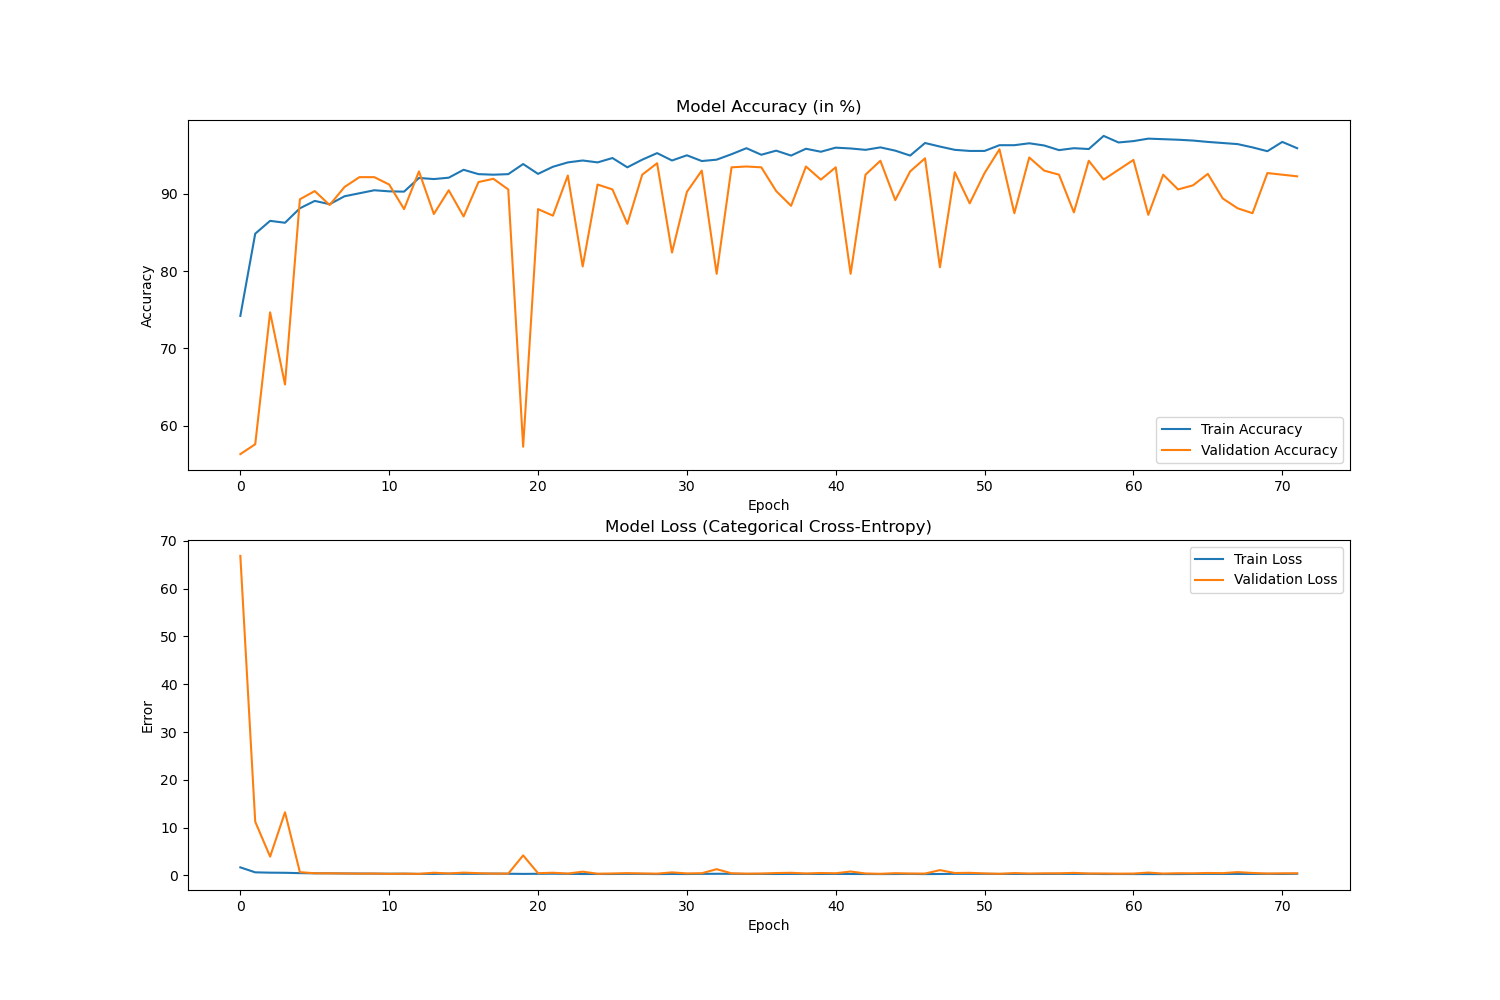 Model Accuracy (in %)
90
80
70
60
Accuracy
Train Accuracy
Validation Accuracy
0 10 20 30 40 50 60 70
Epoch
Model Loss (Categorical Cross-Entropy)
70
60
50
40
30
20
10
0
Error
Train Loss
Validation Loss
0 10 20 30 40 50 60 70
Epoch